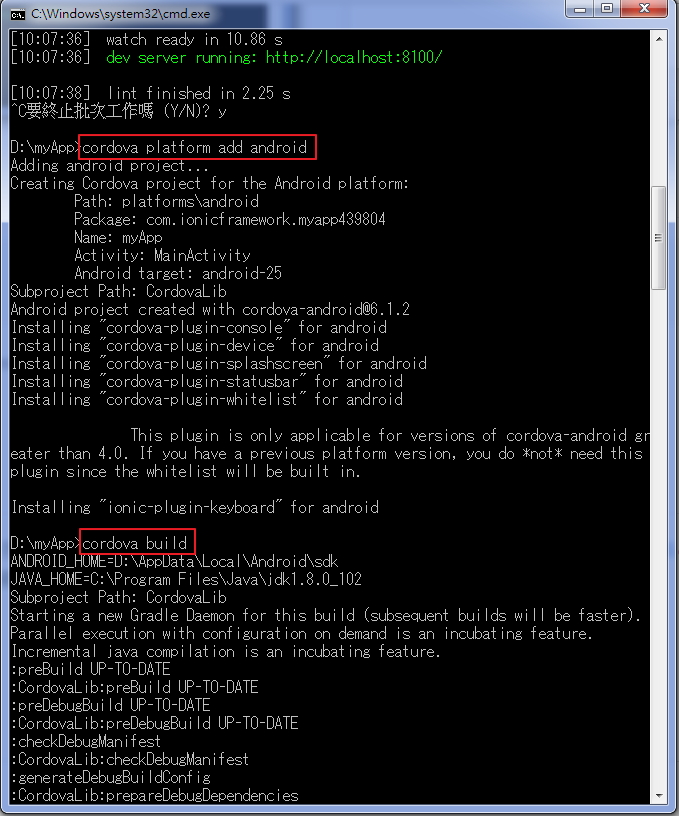 C:\Windows\system32\cmd.exe
[10:07:36]  watch ready in 10.86 s
[10:07:36]  dev server running: http://localhost:8100/
[10:07:38]  lint finished in 2.25 s
^C要終止批次工作嗎 (Y/N)? y
D:\myApp>cordova platform add android
Adding android project...
Creating Cordova project for the Android platform:
Path: platforms\android
Package: com.ionicframework.myapp439804
Name: myApp
Activity: MainActivity
Android target: android-25
Subproject Path: CordovaLib
Android project created with cordova-android@6.1.2
Installing "cordova-plugin-console" for android
Installing "cordova-plugin-device" for android
Installing "cordova-plugin-splashscreen" for android
Installing "cordova-plugin-statusbar" for android
Installing "cordova-plugin-whitelist" for android
This plugin is only applicable for versions of cordova-android gr
eater than 4.0. If you have a previous platform version, you do *not* need this
plugin since the whitelist will be built in.
Installing "ionic-plugin-keyboard" for android
D:\myApp>cordova build
ANDROID_HOME=D:\AppData\Local\Android\sdk
JAVA_HOME=C:\Program Files\Java\jdk1.8.0_102
Subproject Path: CordovaLib
Starting a new Gradle Daemon for this build (subsequent builds will be faster).
Parallel execution with configuration on demand is an incubating feature.
Incremental java compilation is an incubating feature.
:preBuild UP-TO-DATE
:CordovaLib:preBuild UP-TO-DATE
:preDebugBuild UP-TO-DATE
:CordovaLib:preDebugBuild UP-TO-DATE
:checkDebugManifest
:CordovaLib:checkDebugManifest
:generateDebugBuildConfig
:CordovaLib:prepareDebugDependencies